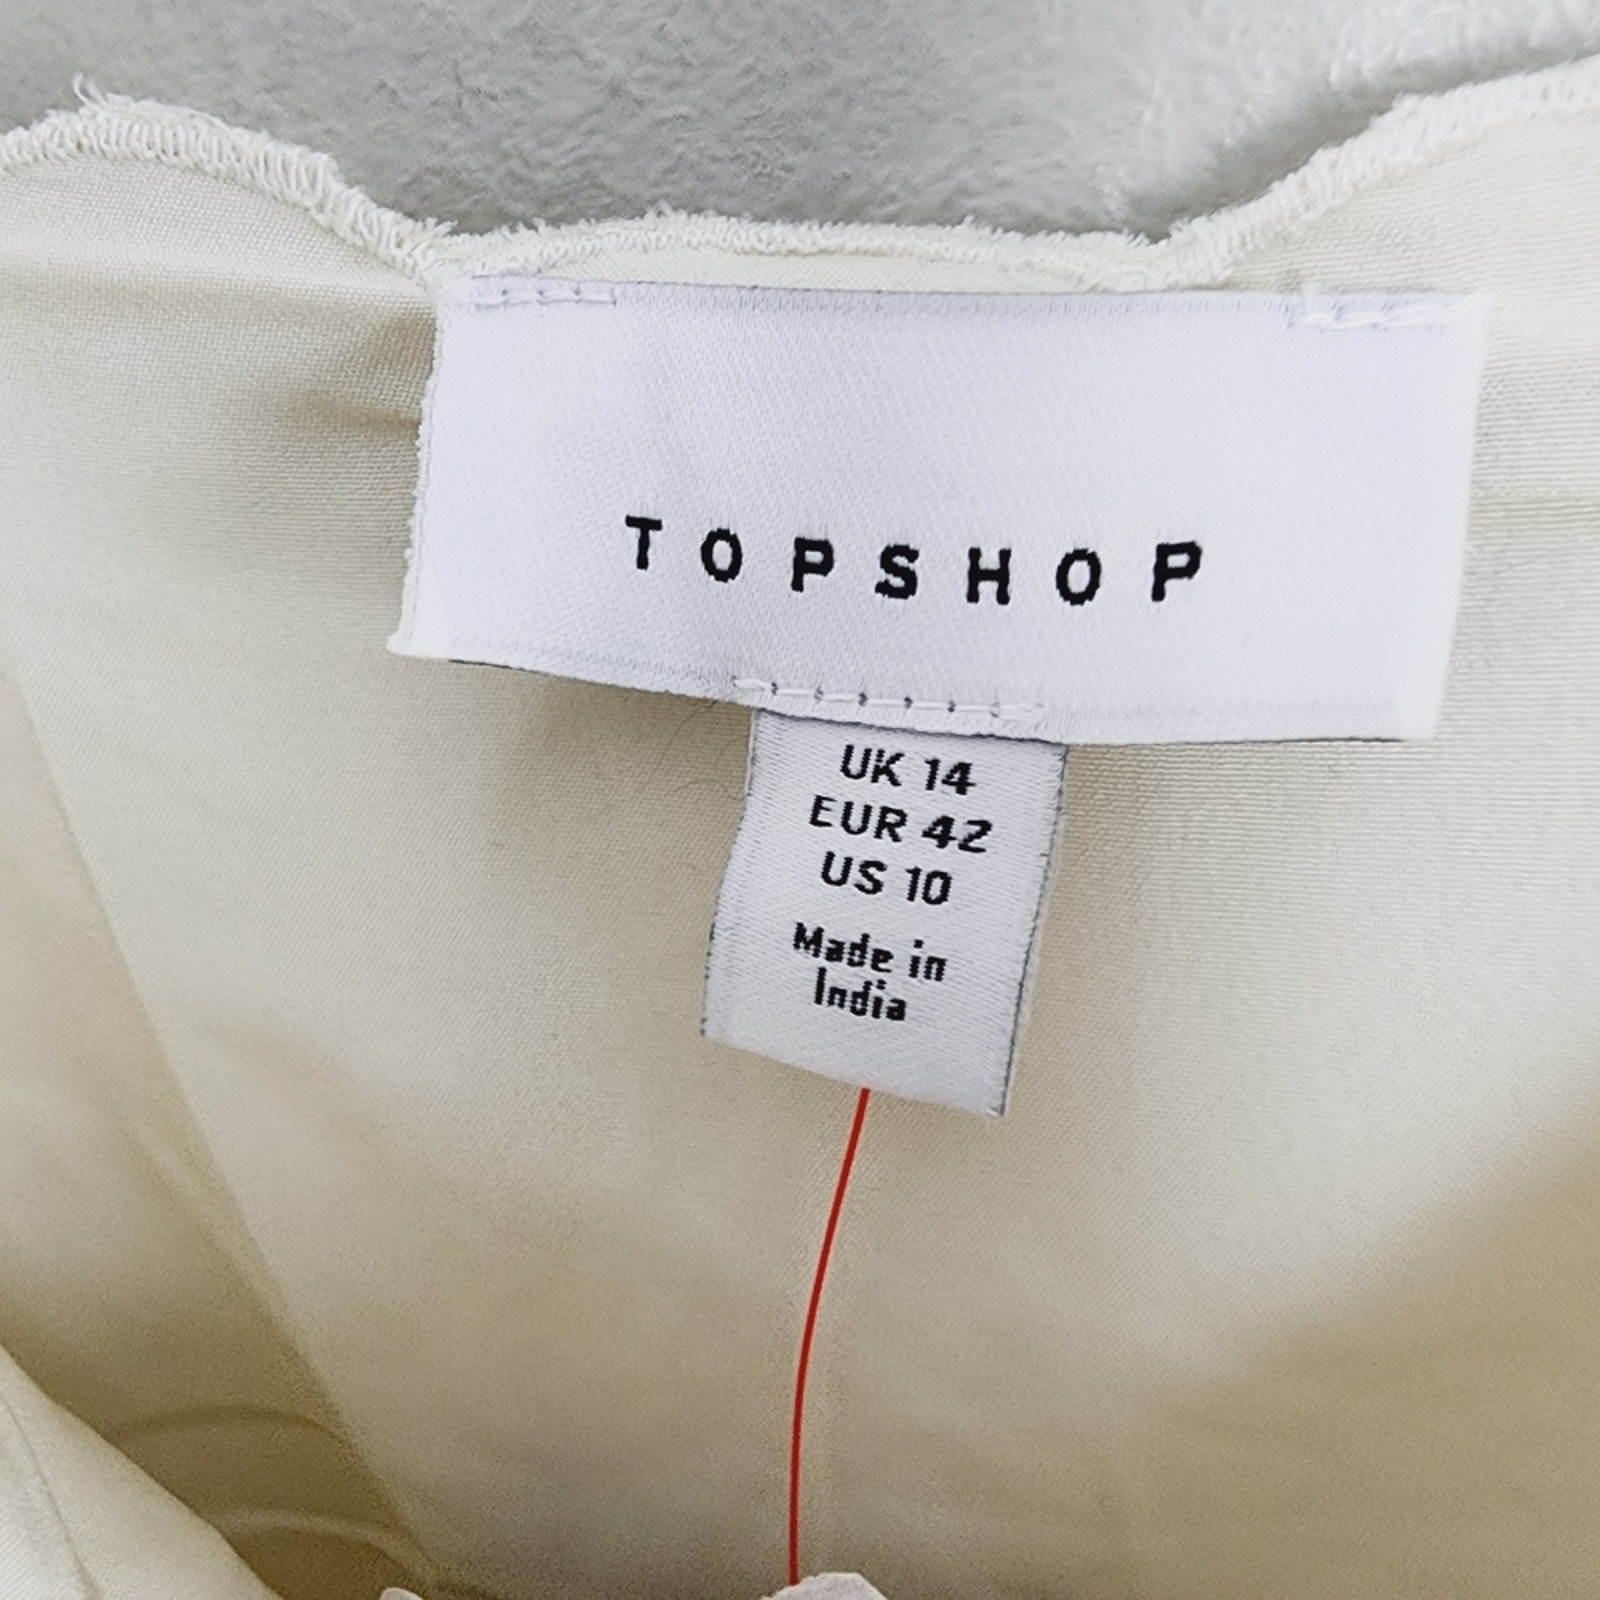 TOPSHOP
UK 14
EUR 42
US 10
Made in
India